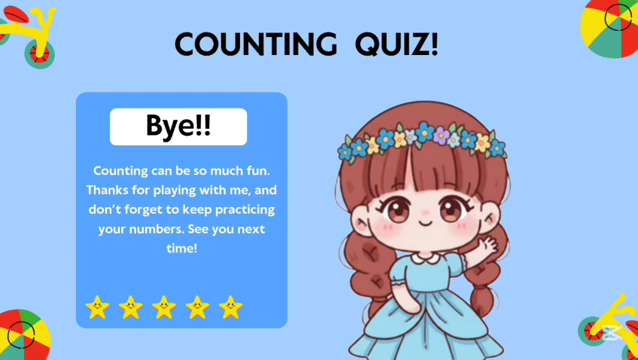 COUNTING QUIZ!
Bye!!
Counting can be so much fun.
Thanks for playing with me, and
don't forget to keep practicing
your numbers. See you next
time!